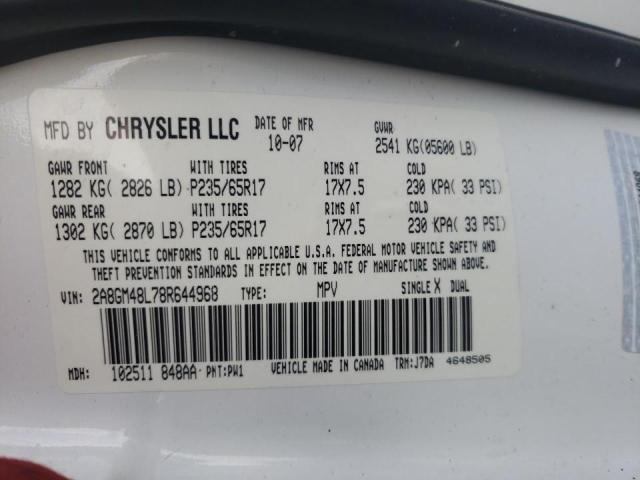 MFD BY CHRYSLER LLC DATE OF MFR GVWR
10-07 2541 KG(05600 LB)
GAWR FRONT WITH TIRES RIMS AT COLD
1282 KG( 2826 LB) P235/65R17 17X7.5 230 KPA( 33 PSI)
GAWR REAR WITH TIRES RIMS AT COLD
1302 KG( 2870 LB) P235/65R17 17X7.5 230 KPA( 33 PSI)
THIS VEHICLE CONFORMS TO ALL APPLICABLE U.S.A. FEDERAL MOTOR VEHICLE SAFETY AND
THEFT PREVENTION STANDARDS IN EFFECT ON THE DATE OF MANUFACTURE SHOWN ABOVE.
VIN: 2A8GM48L78R644968 TYPE: MPV SINGLE X DUAL
MDH: 102511 848AA PNT:PW1 VEHICLE MADE IN CANADA TRM:J7DA 4648505